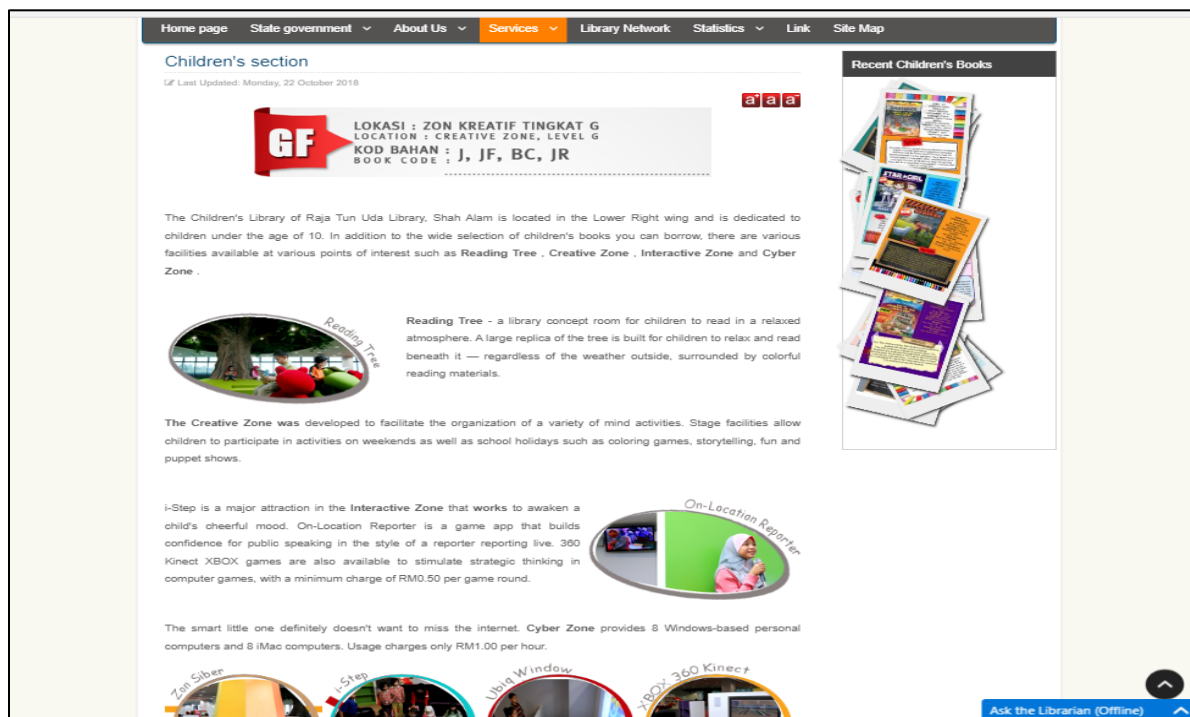 Home page State government About Us Services Library Network Statistics Link Site Map
Children's section
Last Updated: Monday, 22 October 2018
a+ a a-
GF
LOKASI : ZON KREATIF TINGKAT G
LOCATION : CREATIVE ZONE, LEVEL G
KOD BAHAN : J, JF, BC, JR
BOOK CODE :
The Children's Library of Raja Tun Uda Library, Shah Alam is located in the Lower Right wing and is dedicated to
children under the age of 10. In addition to the wide selection of children's books you can borrow, there are various
facilities available at various points of interest such as Reading Tree , Creative Zone , Interactive Zone and Cyber
Zone .
Reading Tree
Reading Tree - a library concept room for children to read in a relaxed
atmosphere. A large replica of the tree is built for children to relax and read
beneath it — regardless of the weather outside, surrounded by colorful
reading materials.
The Creative Zone was developed to facilitate the organization of a variety of mind activities. Stage facilities allow
children to participate in activities on weekends as well as school holidays such as coloring games, storytelling, fun and
puppet shows.
i-Step is a major attraction in the Interactive Zone that works to awaken a
child's cheerful mood. On-Location Reporter is a game app that builds
confidence for public speaking in the style of a reporter reporting live. 360
Kinect XBOX games are also available to stimulate strategic thinking in
computer games, with a minimum charge of RM0.50 per game round.
On-Location Reporter
The smart little one definitely doesn't want to miss the internet. Cyber Zone provides 8 Windows-based personal
computers and 8 iMac computers. Usage charges only RM1.00 per hour.
Zon Siber
i-Step
Ubiq Window
XBOX 360 Kinect
Recent Children's Books
STAR GIRL
Ask the Librarian (Offline)